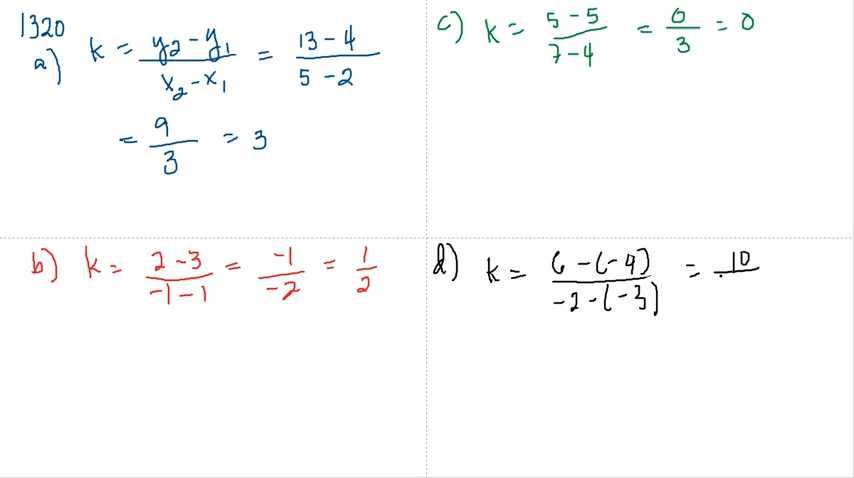 1320
a) k = y₂ - y₁ / x₂ - x₁ = 13 - 4 / 5 - 2
= 9/3 = 3
b) k = 2 - 3 / -1 - 1 = -1/-2 = 1/2
c) k = 5 - 5 / 7 - 4 = 0/3 = 0
d) k = 6 - (-4) / -2 - (-3) = 10/